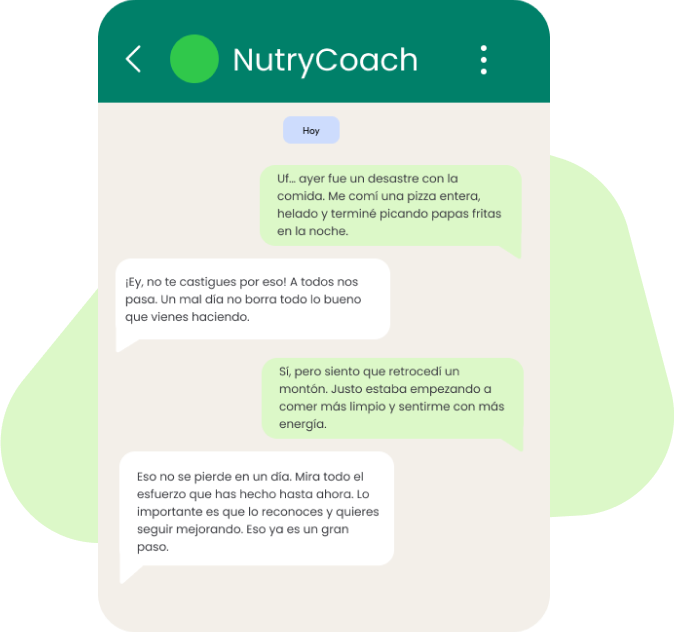 NutryCoach
Hoy
Uf... ayer fue un desastre con la
comida. Me comí una pizza entera,
helado y terminé picando papas fritas
en la noche.
¡Ey, no te castigues por eso! A todos nos
pasa. Un mal día no borra todo lo bueno
que vienes haciendo.
Sí, pero siento que retrocedí un
montón. Justo estaba empezando a
comer más limpio y sentirme con más
energía.
Eso no se pierde en un día. Mira todo el
esfuerzo que has hecho hasta ahora. Lo
importante es que lo reconoces y quieres
seguir mejorando. Eso ya es un gran
paso.